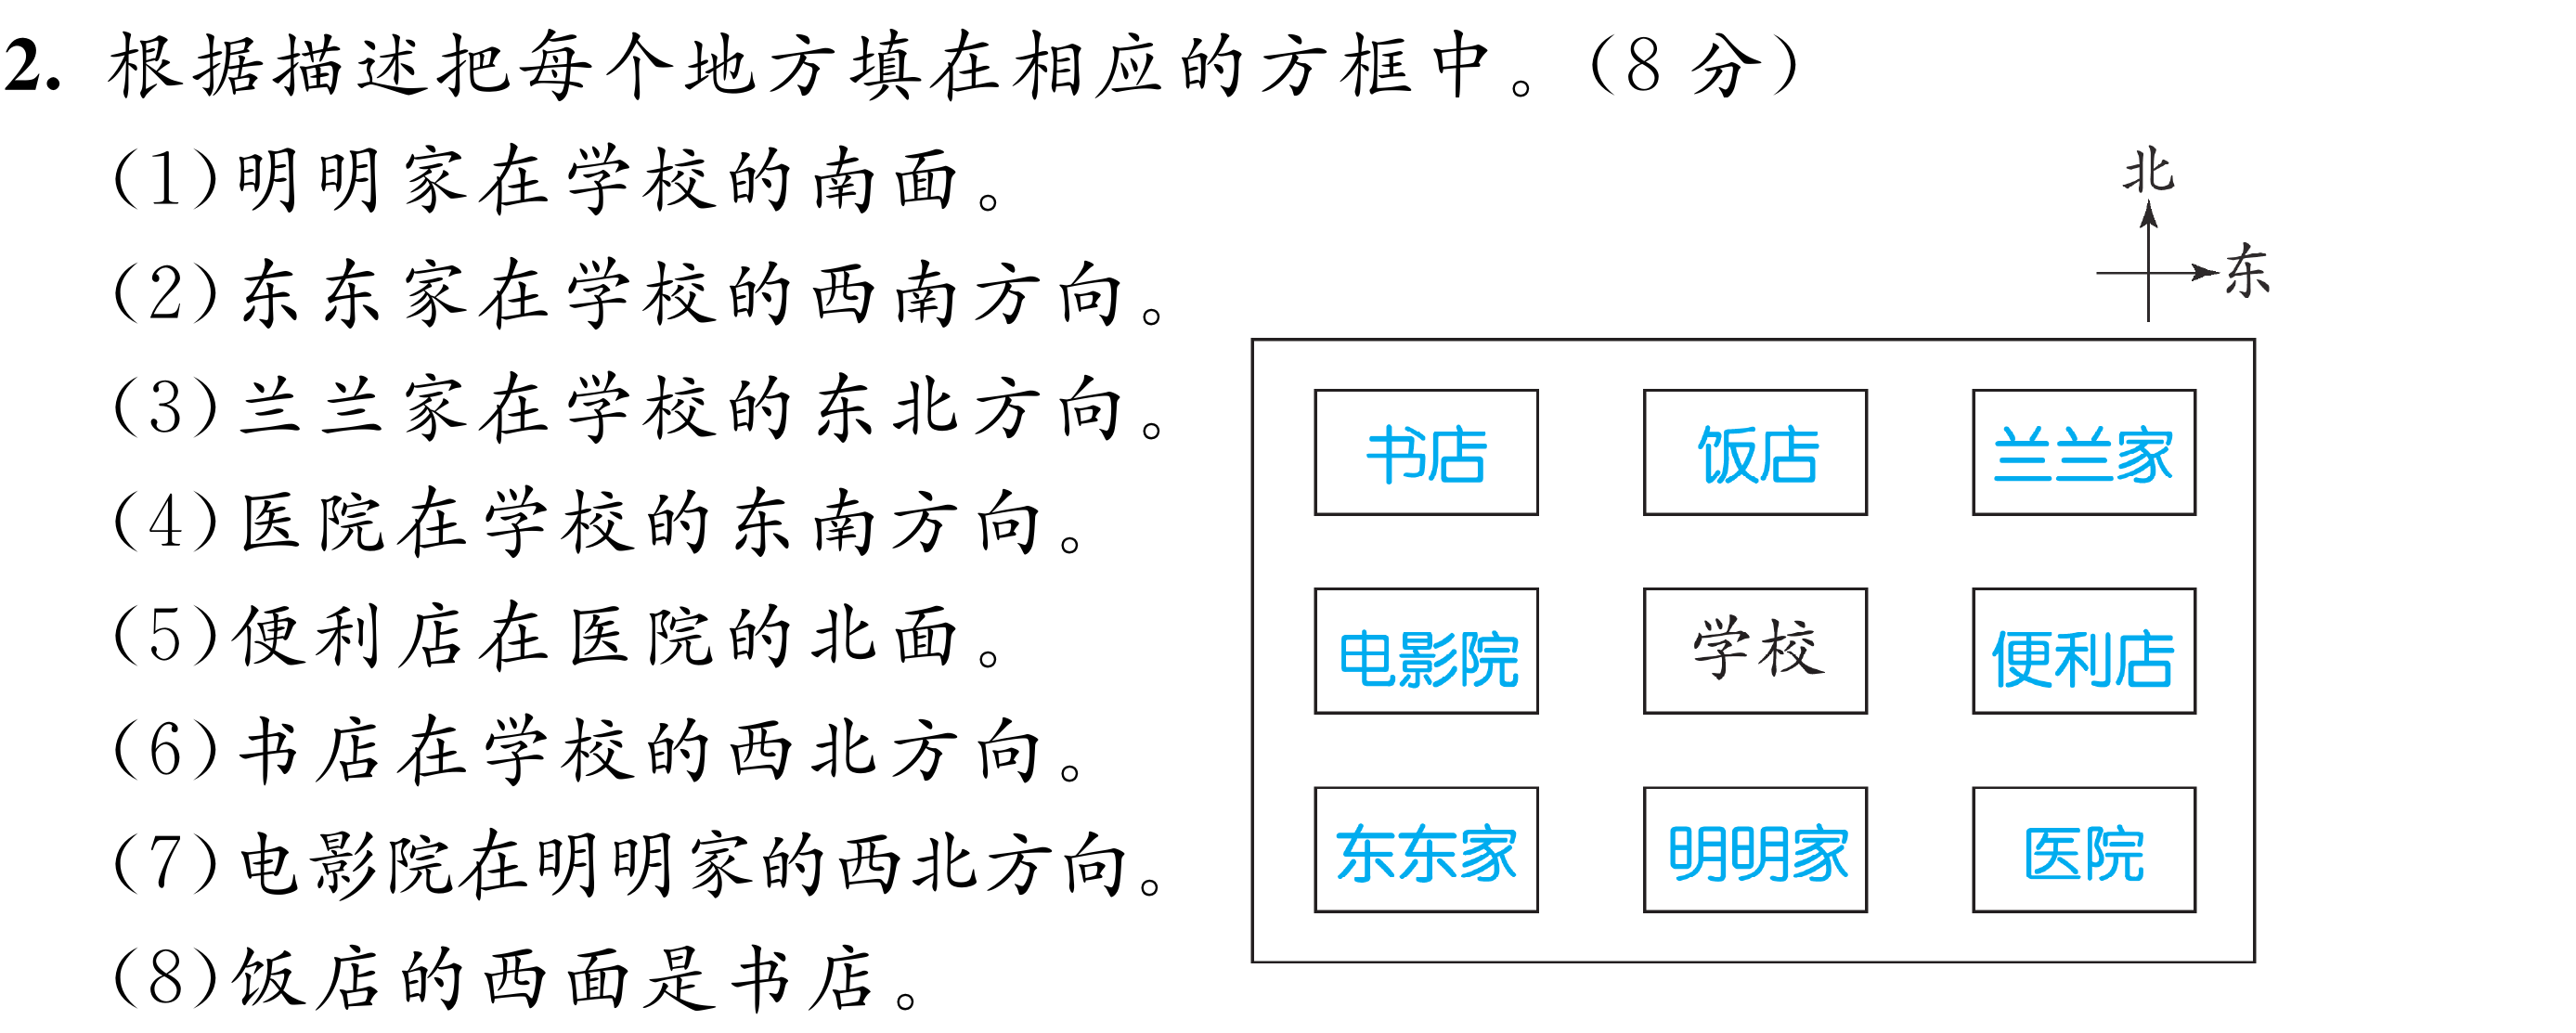 2. 根据描述把每个地方填在相应的方框中。(8 分)
(1)明明家在学校的南面。
(2)东东家在学校的西南方向。
(3)兰兰家在学校的东北方向。
(4)医院在学校的东南方向。
(5)便利店在医院的北面。
(6)书店在学校的西北方向。
(7)电影院在明明家的西北方向。
(8)饭店的西面是书店。
北
东
书店 饭店 兰兰家
电影院 学校 便利店
东东家 明明家 医院